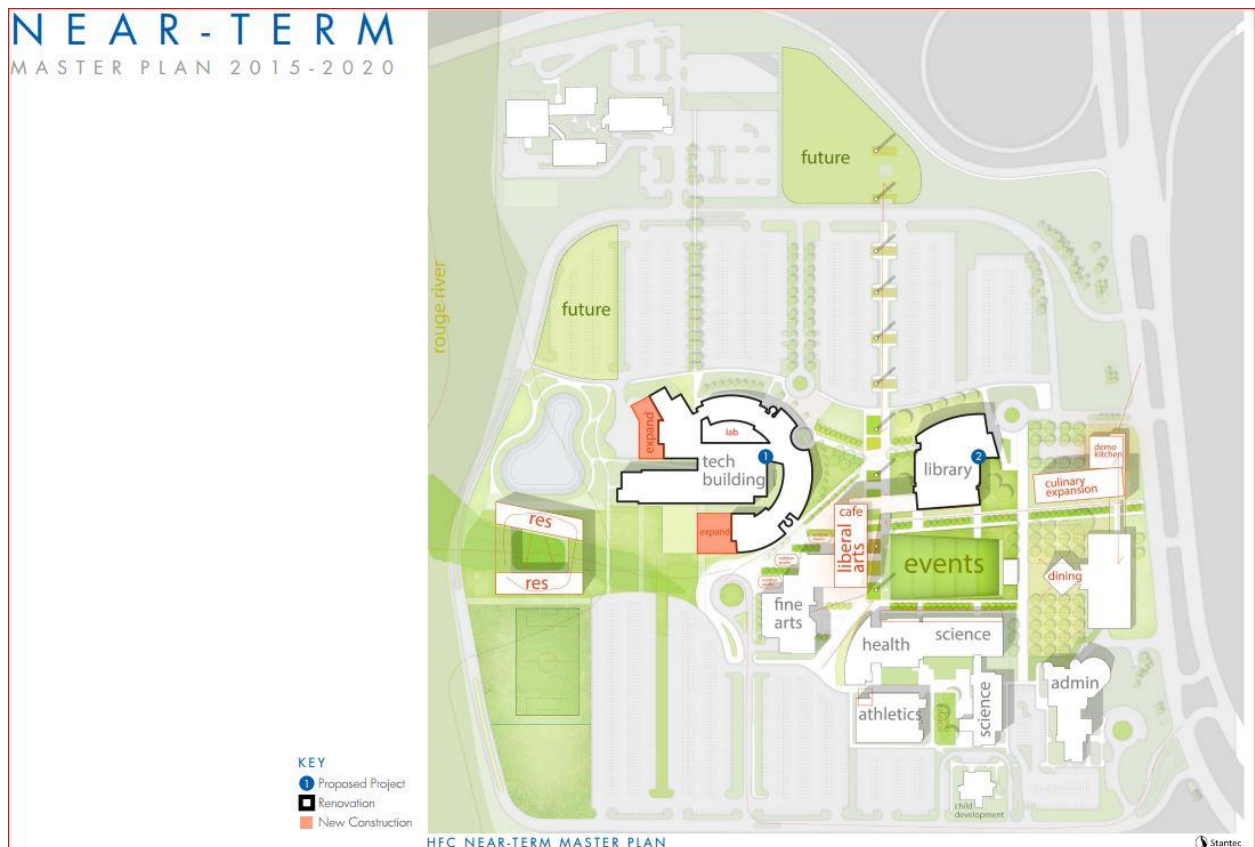 NEAR-TERM
MASTER PLAN 2015-2020
future
future
rouge river
expand
lab
tech
building
1
library
2
demo
kitchen
culinary
expansion
cafe
liberal
arts
res
res
expand
events
dining
fine
arts
health
science
science
athletics
admin
child
development
KEY
1 Proposed Project
Renovation
New Construction
HFC NEAR-TERM MASTER PLAN
Stantec